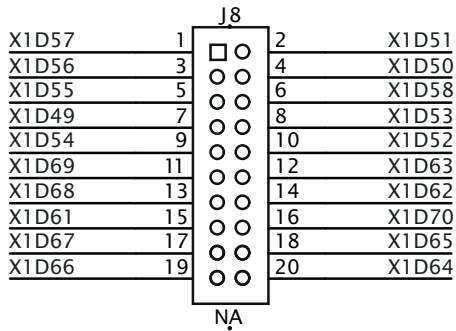 J8
X1D57 1 2 X1D51
X1D56 3 4 X1D50
X1D55 5 6 X1D58
X1D49 7 8 X1D53
X1D54 9 10 X1D52
X1D69 11 12 X1D63
X1D68 13 14 X1D62
X1D61 15 16 X1D70
X1D67 17 18 X1D65
X1D66 19 20 X1D64
NA